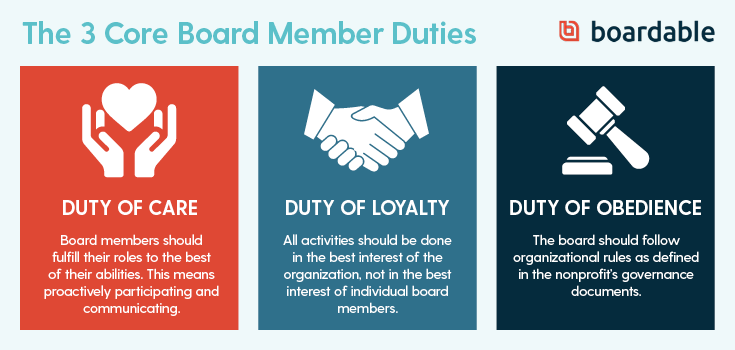 The 3 Core Board Member Duties
boardable
DUTY OF CARE
Board members should
fulfill their roles to the best
of their abilities. This means
proactively participating and
communicating.
DUTY OF LOYALTY
All activities should be done
in the best interest of the
organization, not in the best
interest of individual board
members.
DUTY OF OBEDIENCE
The board should follow
organizational rules as defined
in the nonprofit's governance
documents.